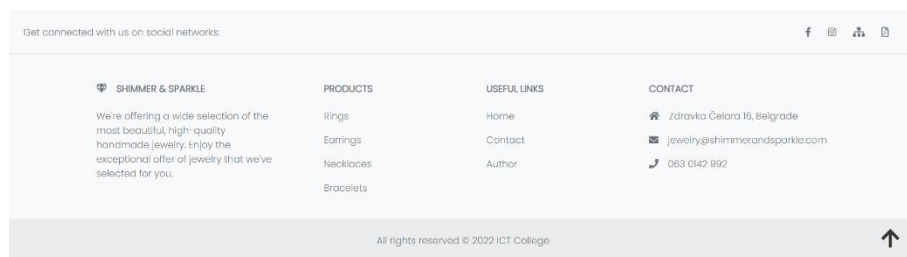 Get connected with us on social networks:
SHIMMER & SPARKLE
We're offering a wide selection of the
most beautiful, high-quality
handmade jewelry. Enjoy the
exceptional offer of jewelry that we've
selected for you.
PRODUCTS
Rings
Earrings
Necklaces
Bracelets
USEFUL LINKS
Home
Contact
Author
CONTACT
Zdravka Čelara 16, Belgrade
jewelry@shimmerandsparkle.com
063 0142 992
All rights reserved © 2022 ICT College